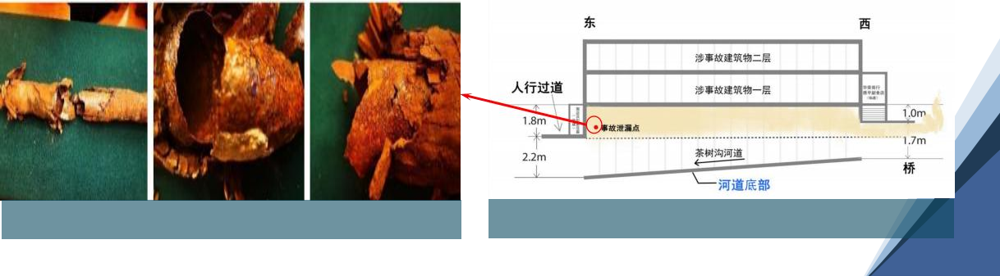 东
西
涉事故建筑物二层
涉事故建筑物一层
人行过道
1.8m
事故泄漏点
1.0m
1.7m
2.2m
茶树沟河道
桥
河道底部